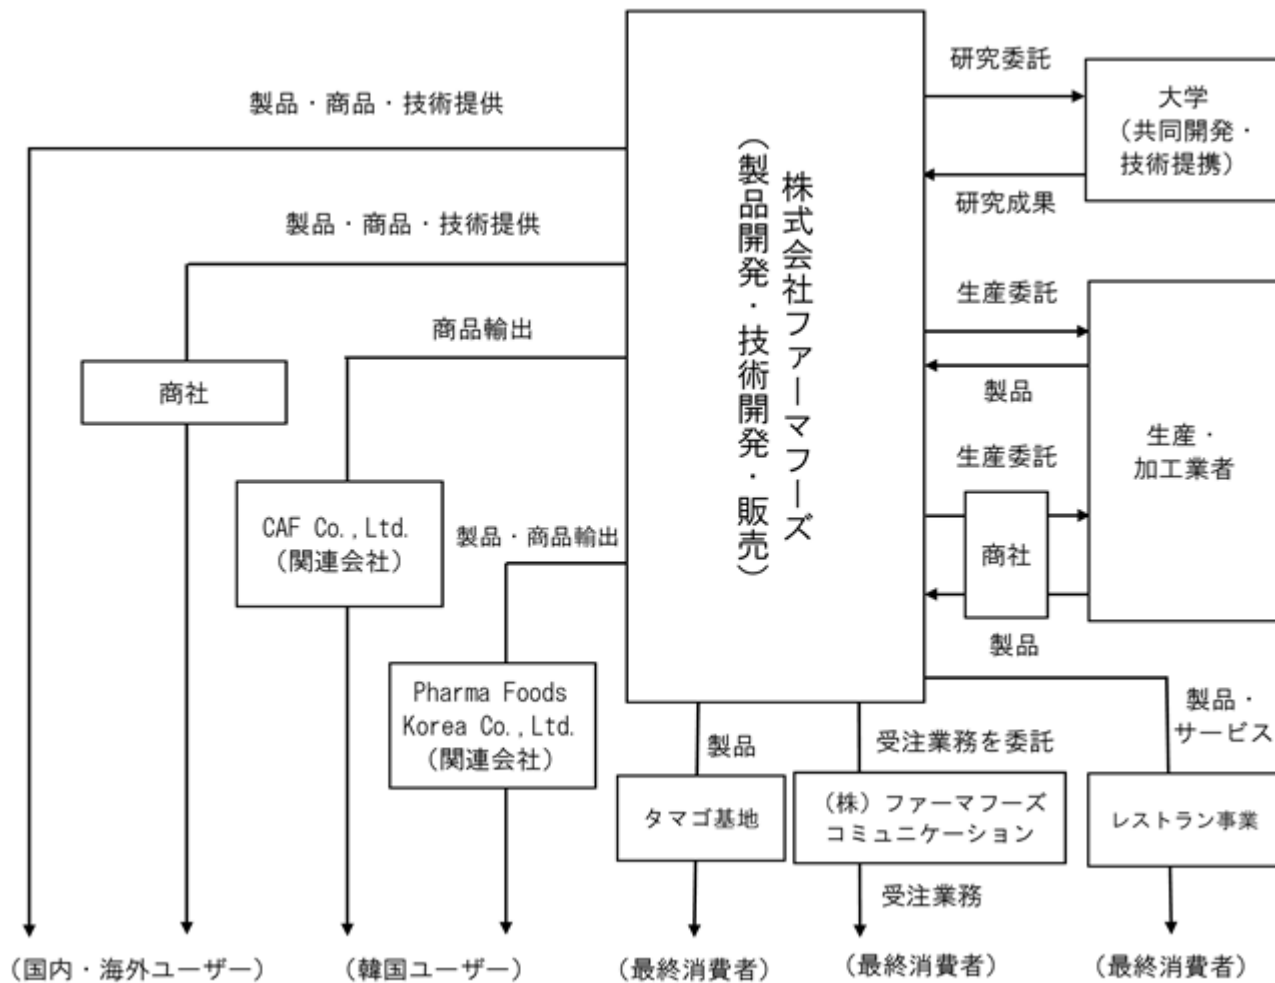 研究委託
大学
（共同開発・
技術提携）
研究成果
製品・商品・技術提供
製品・商品・技術提供
商品輸出
商社
CAF Co.,Ltd.
（関連会社）
製品・商品輸出
Pharma Foods
Korea Co.,Ltd.
（関連会社）
株式会社ファーマフーズ
（製品開発・技術開発・販売）
生産委託
製品
生産・
加工業者
生産委託
商社
製品
製品・
サービス
製品
受注業務を委託
タマゴ基地
（株）ファーマフーズ
コミュニケーション
レストラン事業
受注業務
（国内・海外ユーザー）
（韓国ユーザー）
（最終消費者）
（最終消費者）
（最終消費者）